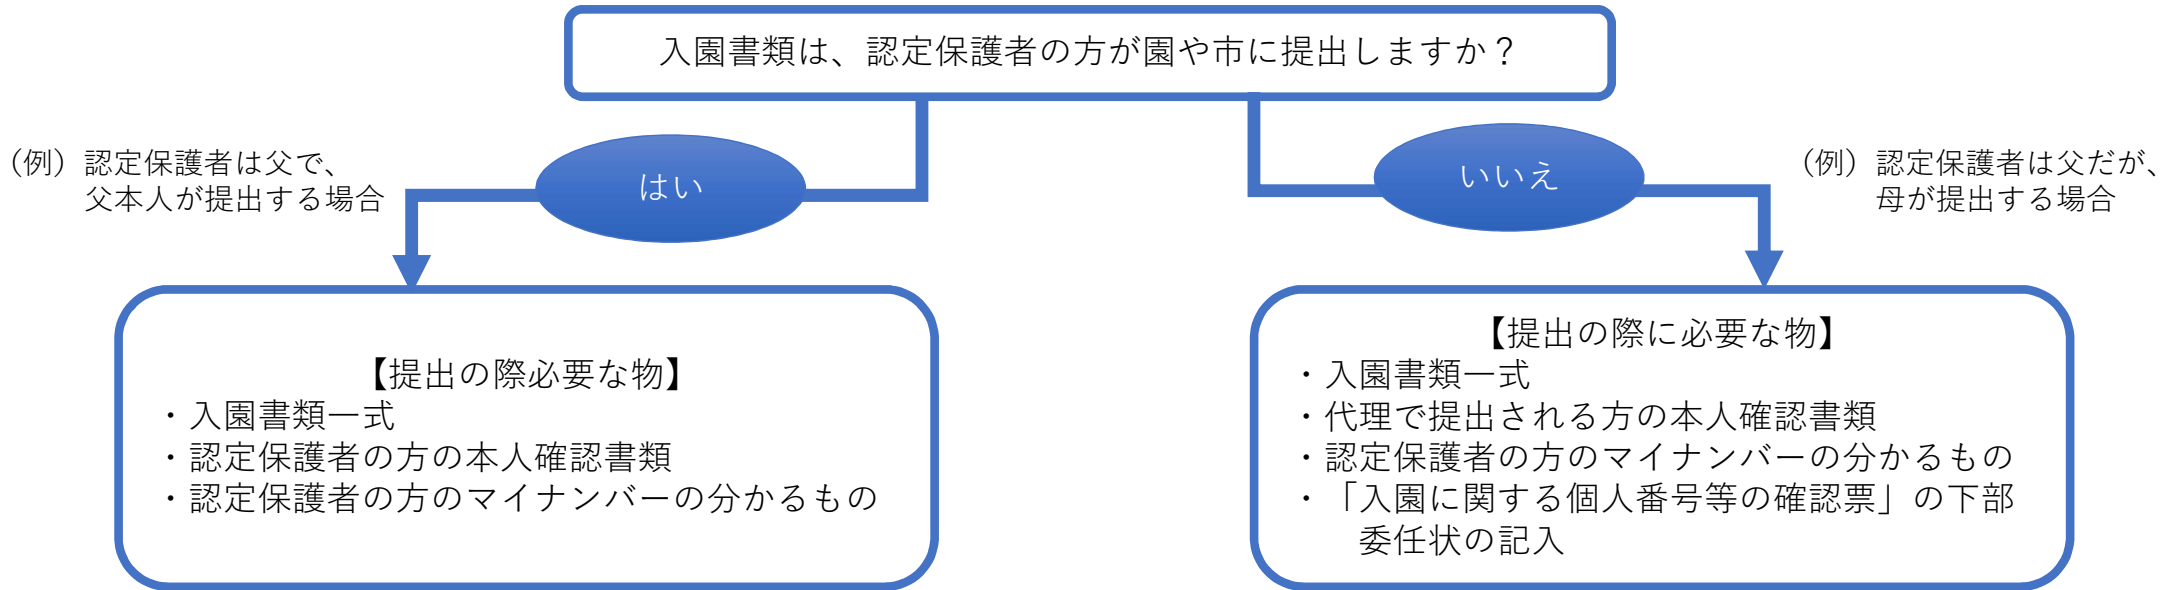 入園書類は、認定保護者の方が園や市に提出しますか？
（例）認定保護者は父で、
父本人が提出する場合
はい
いいえ
（例）認定保護者は父だが、
母が提出する場合
【提出の際必要な物】
・入園書類一式
・認定保護者の方の本人確認書類
・認定保護者の方のマイナンバーの分かるもの
【提出の際に必要な物】
・入園書類一式
・代理で提出される方の本人確認書類
・認定保護者の方のマイナンバーの分かるもの
・「入園に関する個人番号等の確認票」の下部
委任状の記入